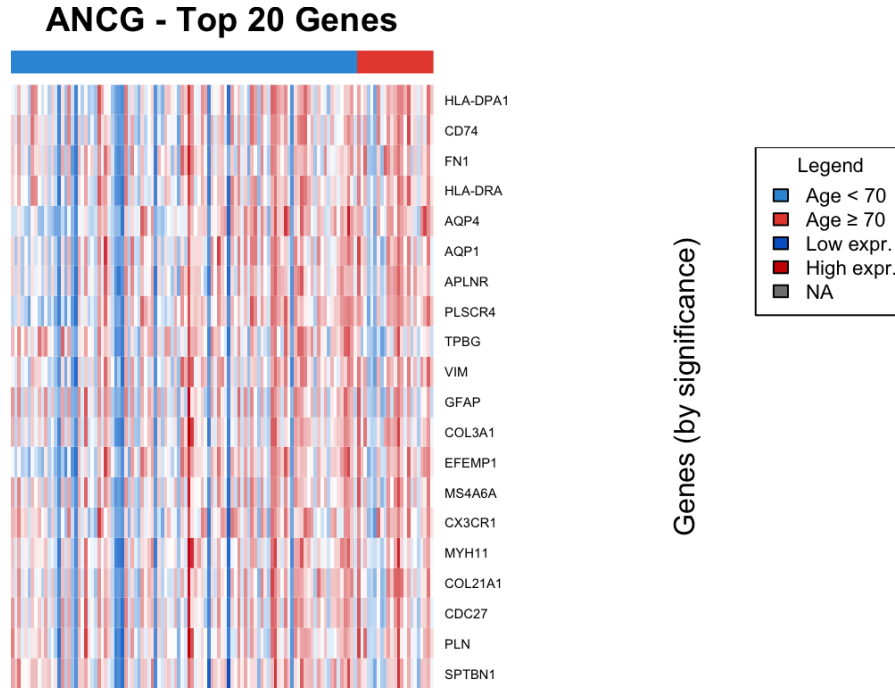 ANCG - Top 20 Genes
HLA-DPA1
CD74
FN1
HLA-DRA
AQP4
AQP1
APLNR
PLSCR4
TPBG
VIM
GFAP
COL3A1
EFEMP1
MS4A6A
CX3CR1
MYH11
COL21A1
CDC27
PLN
SPTBN1
Genes (by significance)
Legend
Age < 70
Age ≥ 70
Low expr.
High expr.
NA